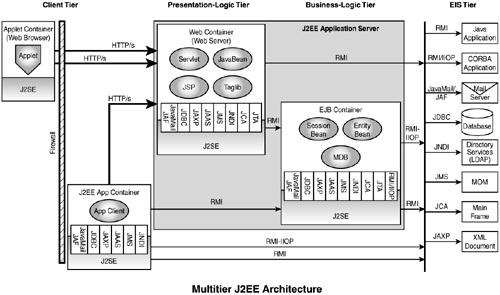 Client Tier
Presentation-Logic Tier
Business-Logic Tier
EIS Tier
Applet Container
(Web Browser)
Applet
J2SE
HTTP/s
HTTP/s
HTTP/s
Firewall
J2EE Application Server
Web Container
(Web Server)
Servlet
JavaBean
JSP
Taglib
JAF
JavaMail
JDBC
JAXP
JAAS
JMS
JNDI
JCA
JTA
J2SE
RMI
RMI
EJB Container
Session
Bean
Entity
Bean
MDB
JAF
JavaMail
JDBC
JAXP
JAAS
JMS
JNDI
JCA
JTA
RMI/IIOP
J2SE
RMI-
IIOP
RMI
J2EE App Container
App Client
JAF
JavaMail
JDBC
JAXP
JAAS
JMS
JNDI
J2SE
RMI
RMI-IIOP
RMI
RMI
Java
Application
RMI/IIOP
CORBA
Application
JavaMail/
JAF
Mail
Server
JDBC
Database
JNDI
Directory
Services
(LDAP)
JMS
MOM
JCA
Main
Frame
JAXP
XML
Document
Multitier J2EE Architecture